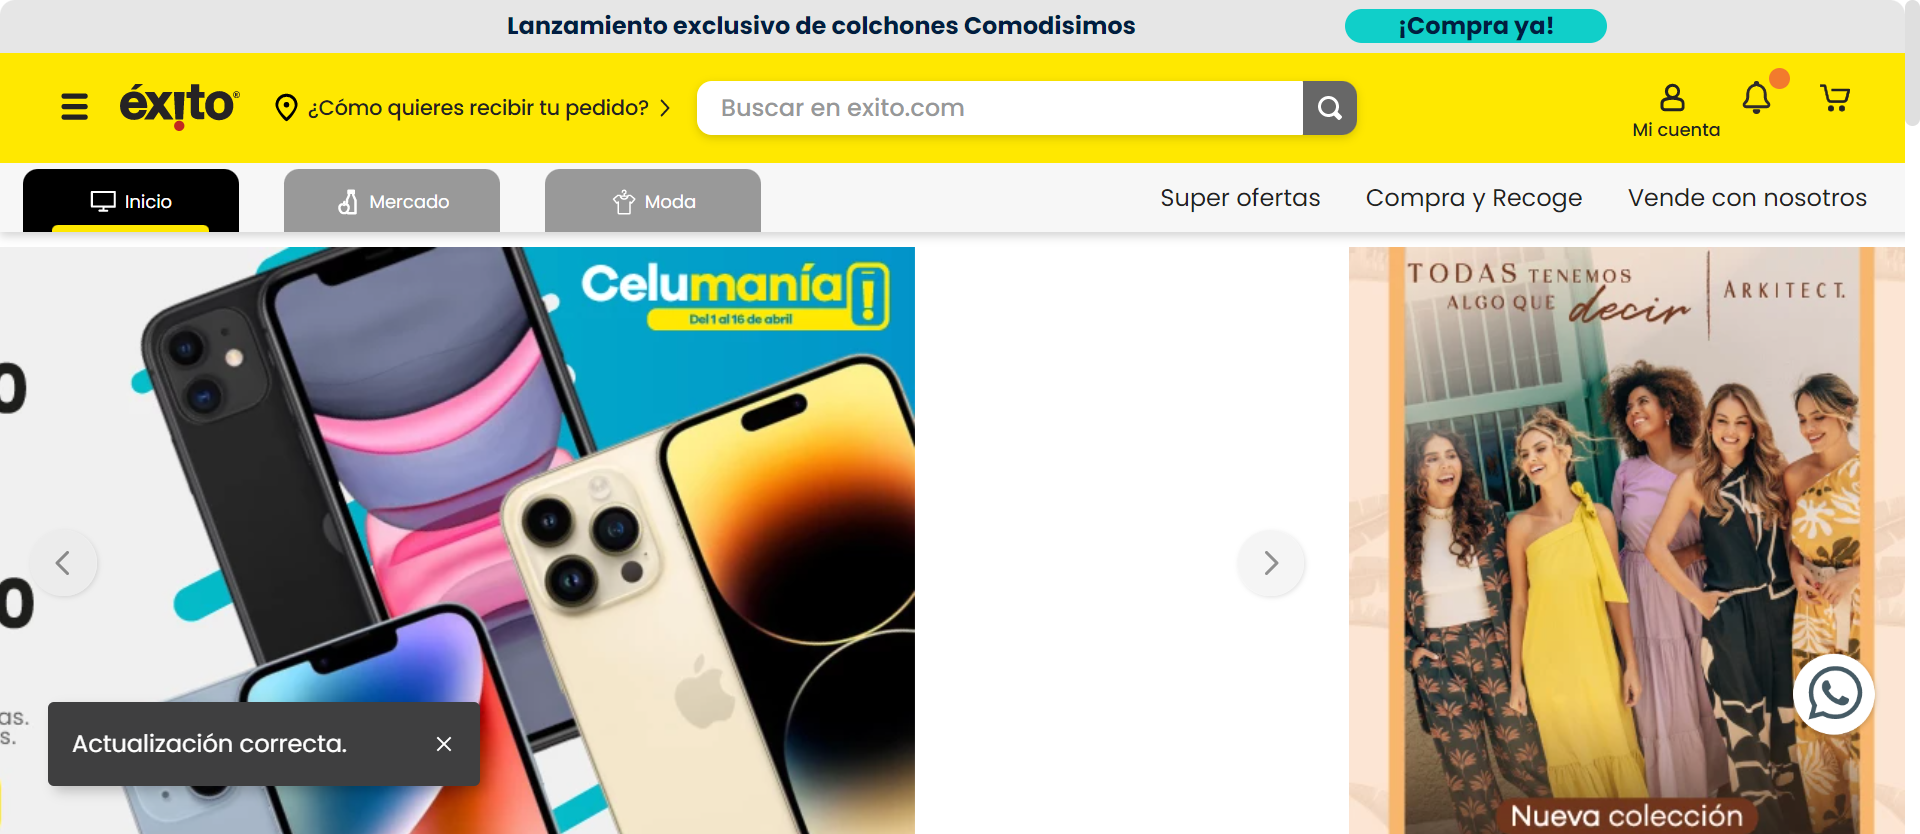 Lanzamiento exclusivo de colchones Comodisimos
¡Compra ya!
éxito®
¿Cómo quieres recibir tu pedido?
Buscar en exito.com
Mi cuenta
Inicio
Mercado
Moda
Super ofertas
Compra y Recoge
Vende con nosotros
Celumanía
Del 1 al 16 de abril
TODAS TENEMOS
ALGO QUE decir
ARKITECT.
0
0
as.
s.
Actualización correcta.
Nueva colección